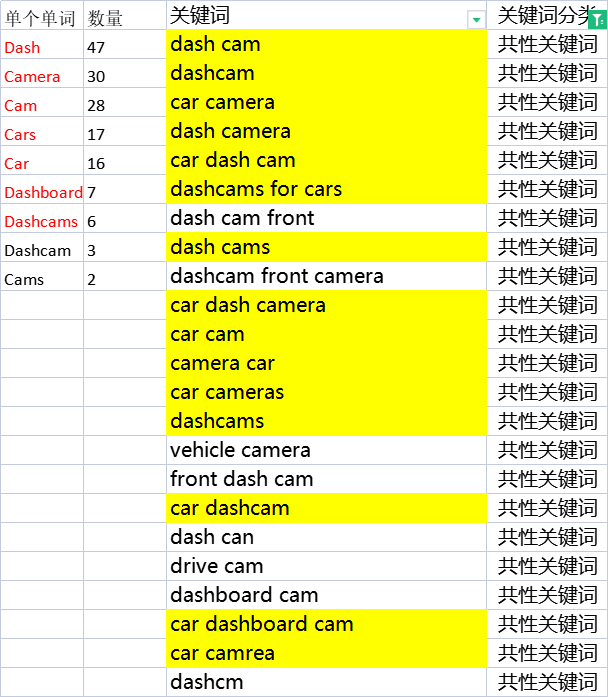 单个单词 数量 关键词 关键词分类
Dash 47 dash cam 共性关键词
Camera 30 dashcam 共性关键词
Cam 28 car camera 共性关键词
Cars 17 dash camera 共性关键词
Car 16 car dash cam 共性关键词
Dashboard 7 dashcams for cars 共性关键词
Dashcams 6 dash cam front 共性关键词
Dashcam 3 dash cams 共性关键词
Cams 2 dashcam front camera 共性关键词
car dash camera 共性关键词
car cam 共性关键词
camera car 共性关键词
car cameras 共性关键词
dashcams 共性关键词
vehicle camera 共性关键词
front dash cam 共性关键词
car dashcam 共性关键词
dash can 共性关键词
drive cam 共性关键词
dashboard cam 共性关键词
car dashboard cam 共性关键词
car camrea 共性关键词
dashcm 共性关键词